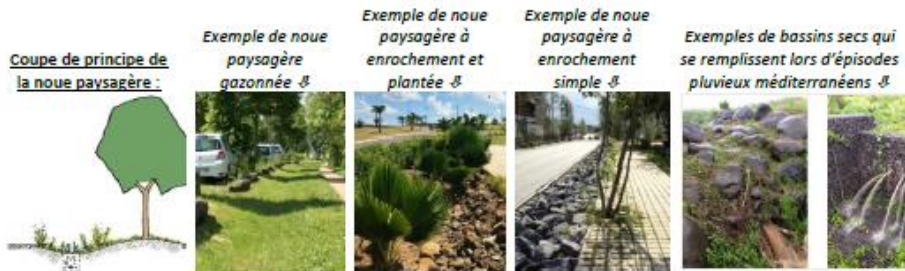 Coupe de principe de
la noue paysagère :
Exemple de noue
paysagère
gazonnée ⇩
Exemple de noue
paysagère à
enrochement et
plantée ⇩
Exemple de noue
paysagère à
enrochement
simple ⇩
Exemples de bassins secs qui
se remplissent lors d'épisodes
pluvieux méditerranéens ⇩